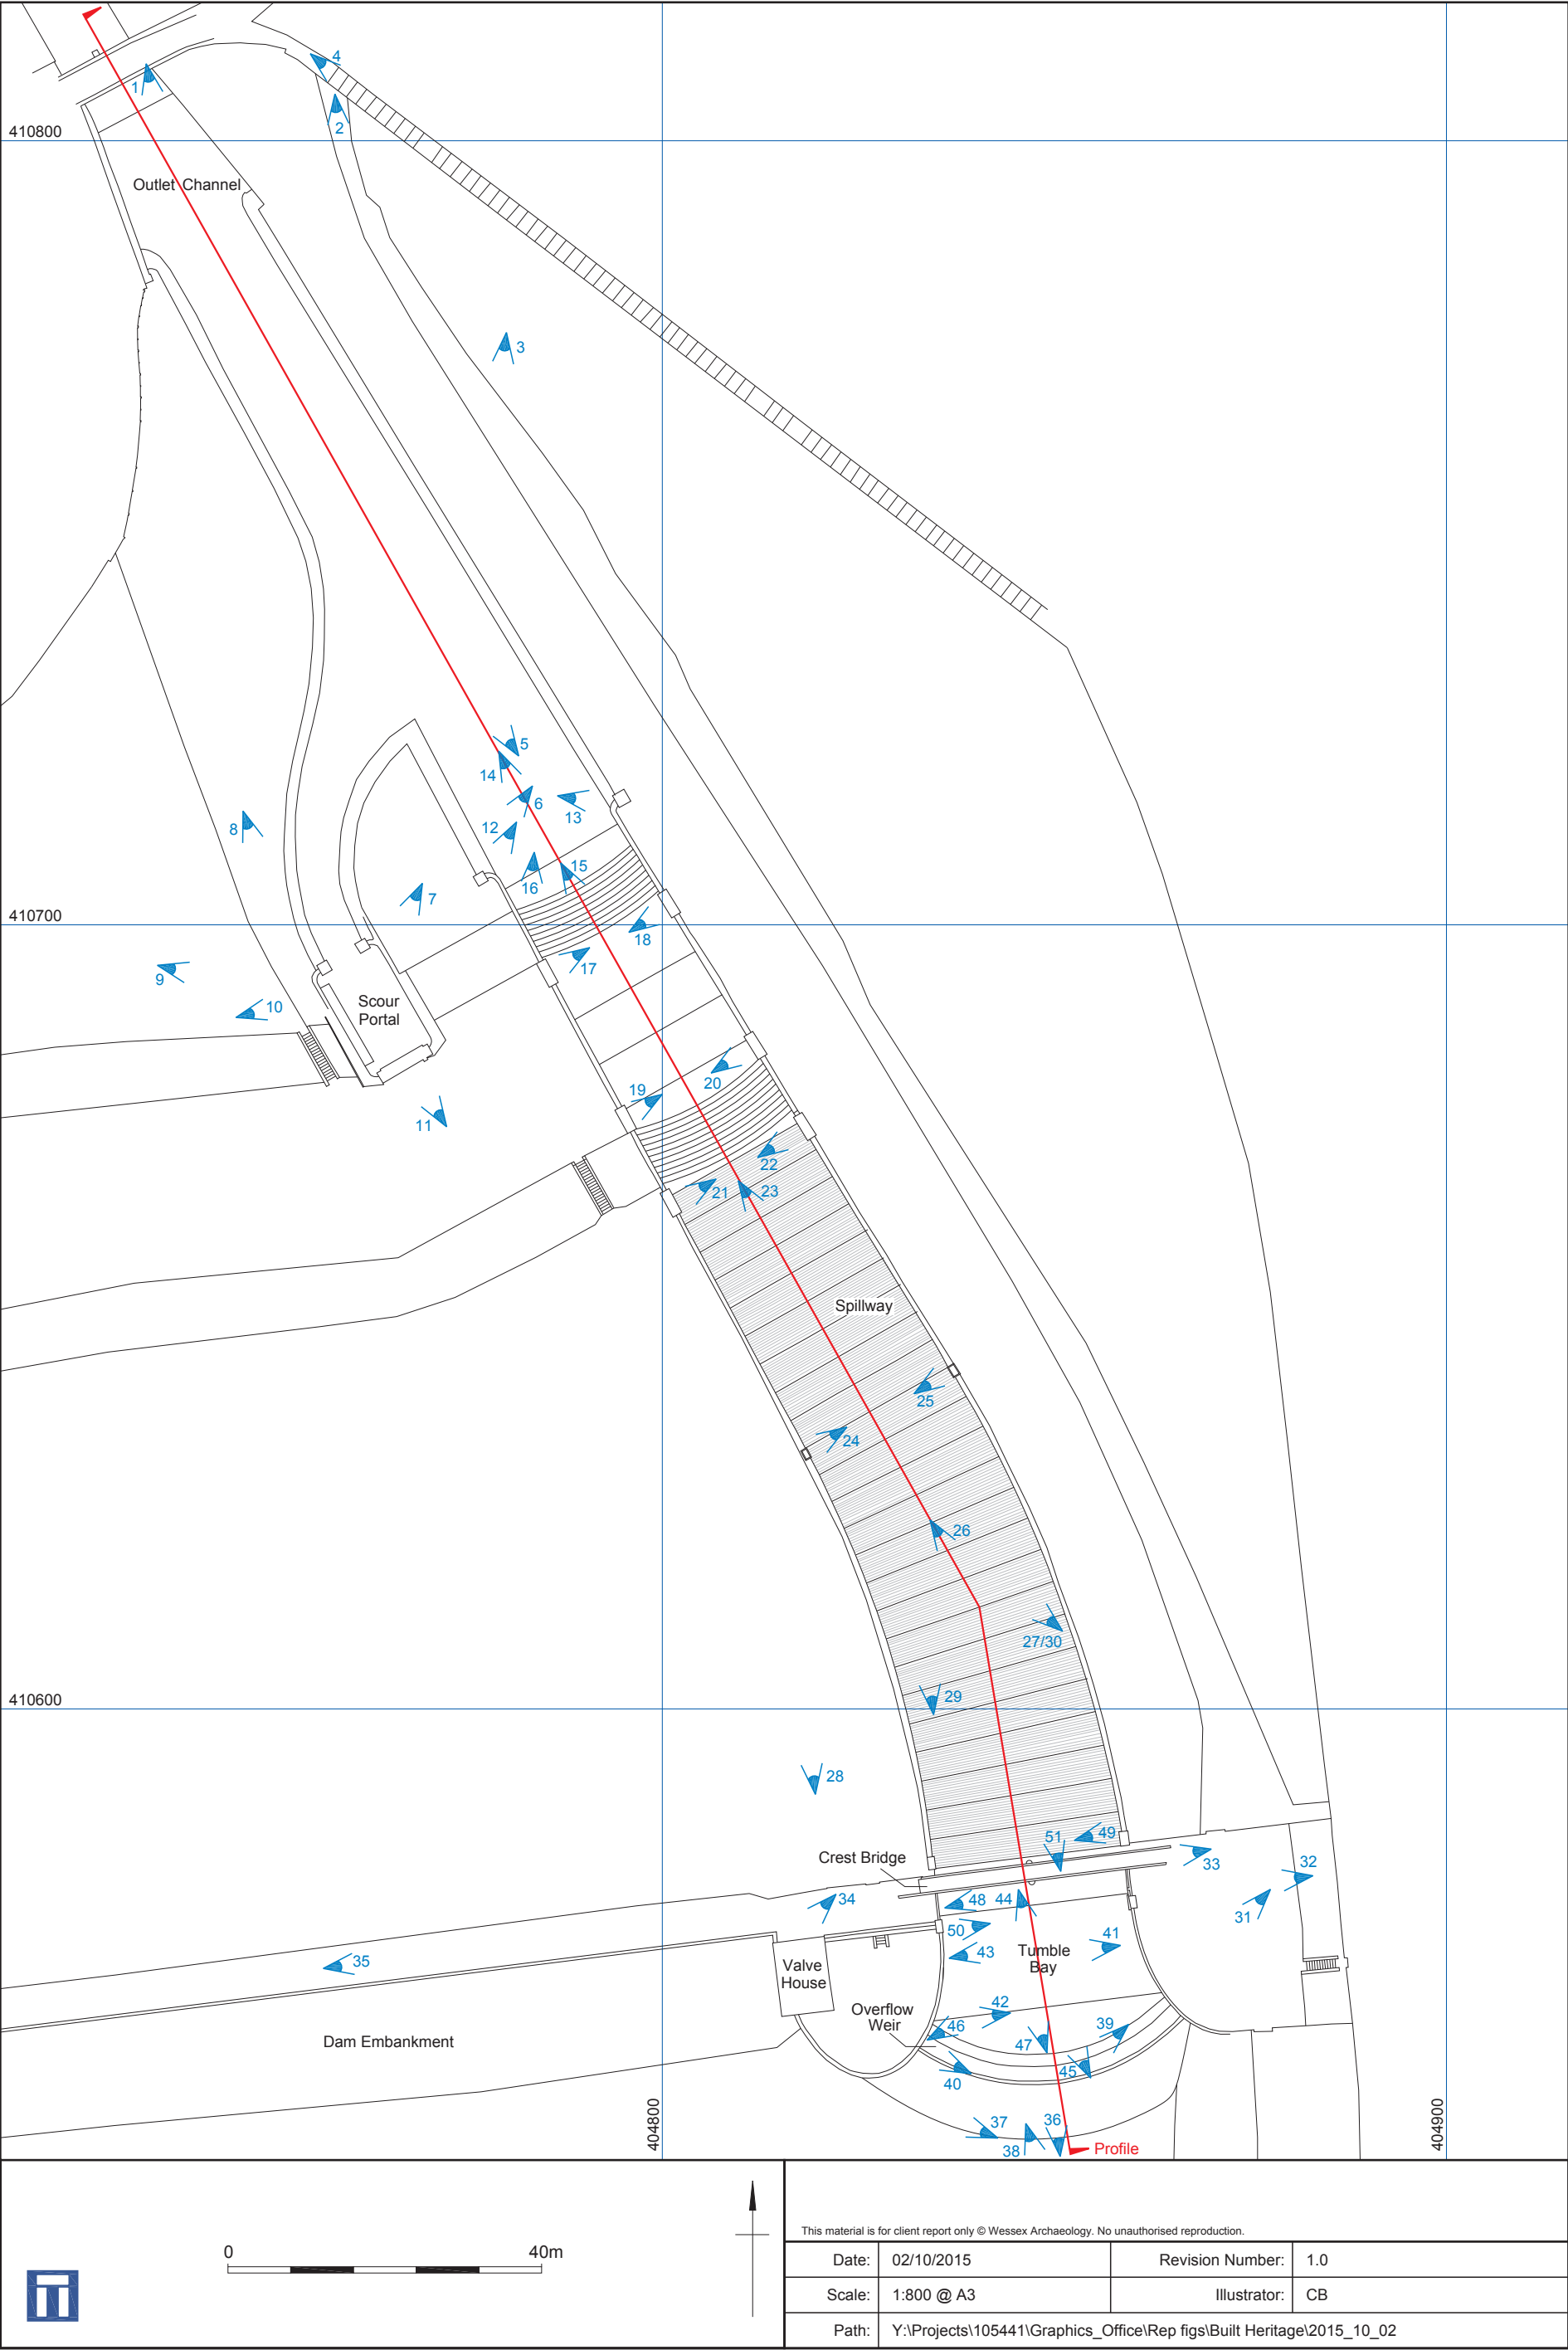 4
1
2
410800
Outlet Channel
3
5
14
6
13
12
8
15
16
7
410700
18
17
9
10
Scour
Portal
20
19
11
22
21
23
Spillway
25
24
26
27/30
29
410600
28
51
49
Crest Bridge
33
32
34
48
44
31
50
41
35
43
Tumble
Bay
Valve
House
42
Overflow
Weir
46
39
Dam Embankment
47
45
40
404800
404900
37
36
38
Profile
This material is for client report only © Wessex Archaeology. No unauthorised reproduction.
0
40m
Date:
02/10/2015
Revision Number:
1.0
Scale:
1:800 @ A3
Illustrator:
CB
Path:
Y:\Projects\105441\Graphics_Office\Rep figs\Built Heritage\2015_10_02